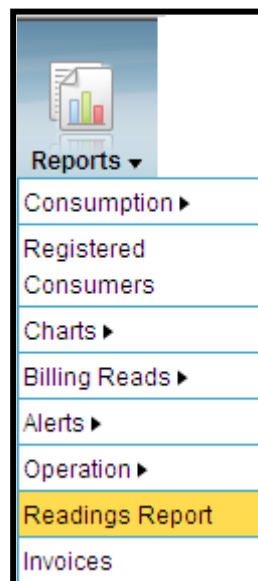 Reports ▾
Consumption ▸
Registered
Consumers
Charts ▸
Billing Reads ▸
Alerts ▸
Operation ▸
Readings Report
Invoices